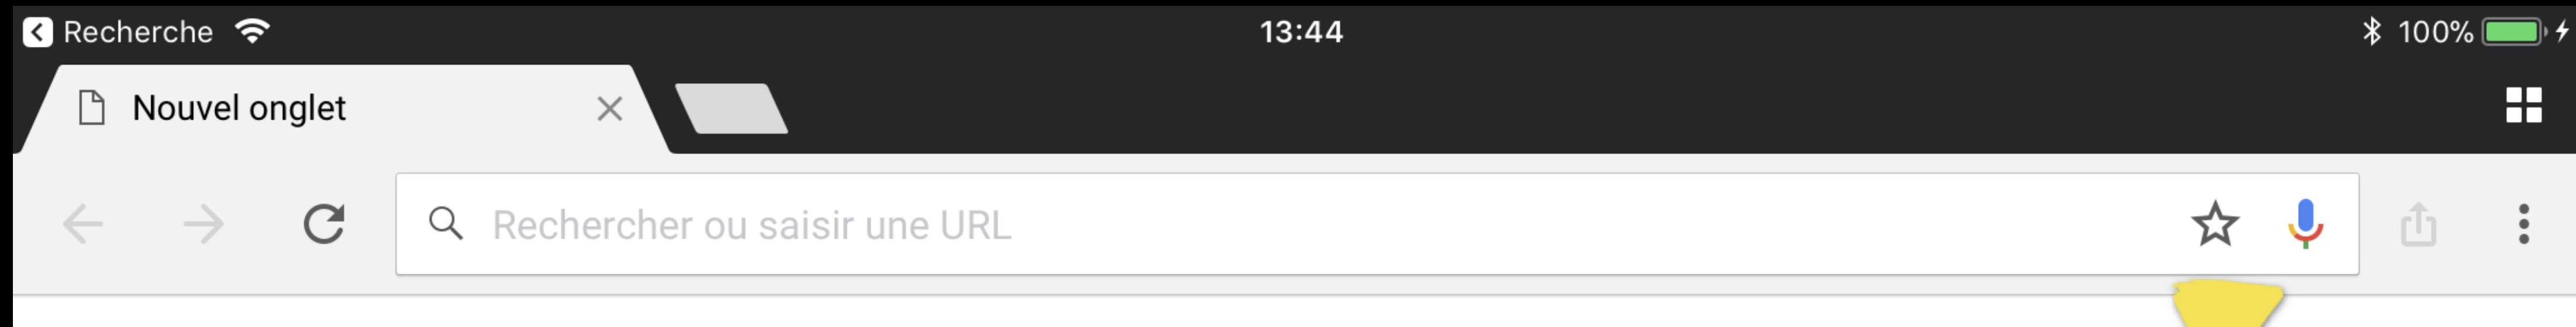 Recherche 13:44 100%
Nouvel onglet
Rechercher ou saisir une URL